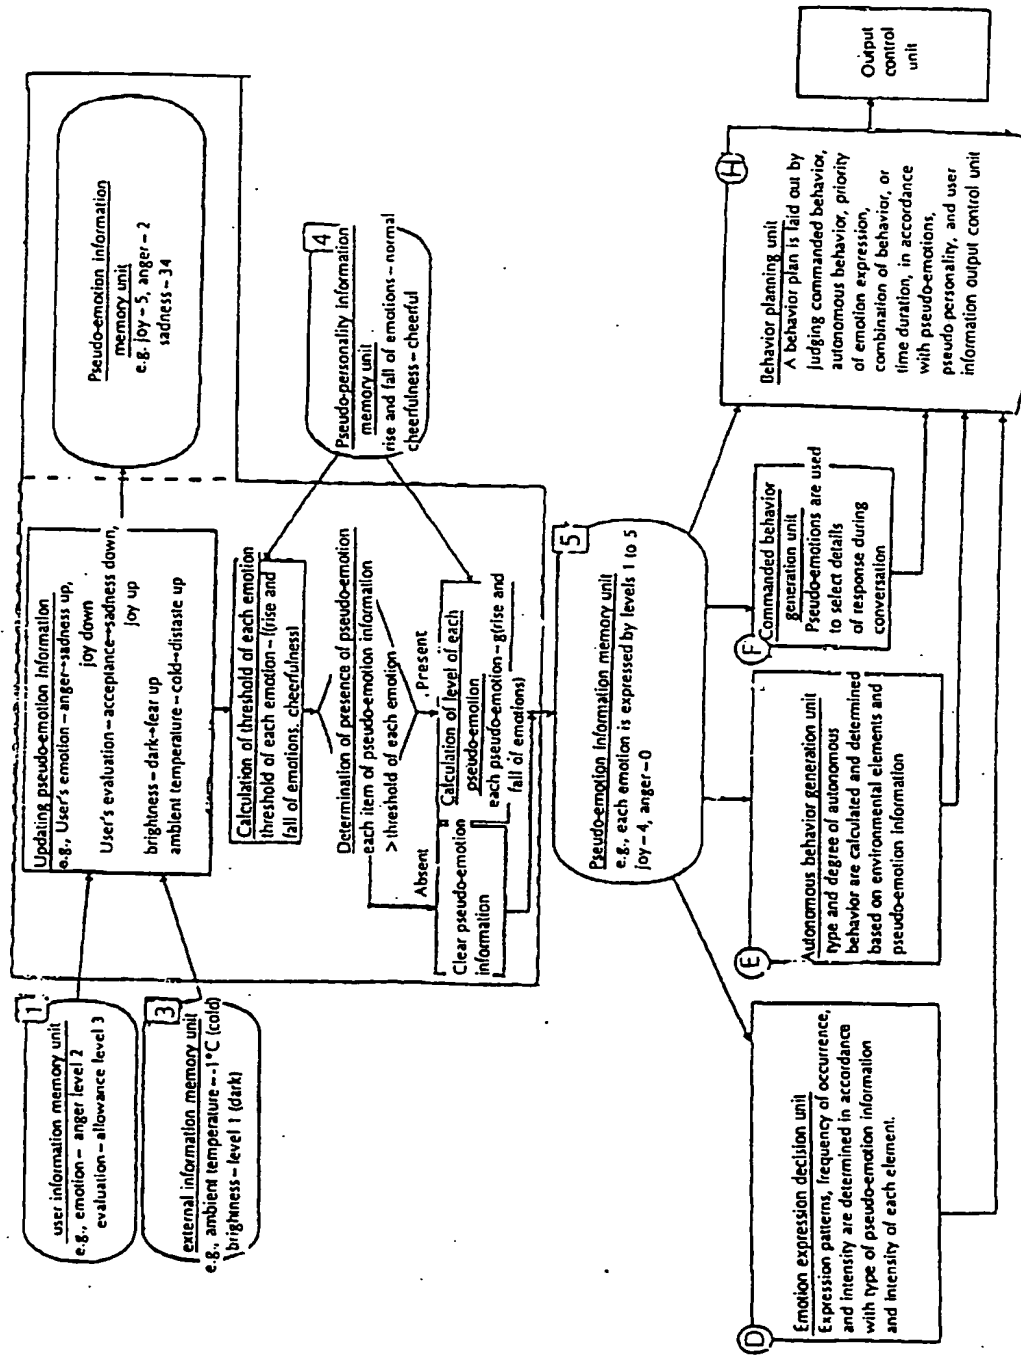 1
user information memory unit
e.g., emotion – anger level 2
evaluation – allowance level 3
3
external information memory unit
e.g., ambient temperature – -1°C (cold)
brightness – level 1 (dark)
Updating pseudo-emotion information
e.g., User's emotion – anger→sadness up,
joy down
User's evaluation – acceptance→sadness down,
joy up
brightness – dark→fear up
ambient temperature – cold→distaste up
Pseudo-emotion information
memory unit
e.g. joy – 5, anger – 2
sadness – 34
Calculation of threshold of each emotion
threshold of each emotion – f(rise and
fall of emotions, cheerfulness)
4
Pseudo-personality information
memory unit
rise and fall of emotions – normal
cheerfulness – cheerful
Determination of presence of pseudo-emotion
each item of pseudo-emotion information
> threshold of each emotion
Absent
Present
Clear pseudo-emotion
information
Calculation of level of each
pseudo-emotion
each pseudo-emotion – g(rise and
fall of emotions)
5
Pseudo-emotion information memory unit
e.g., each emotion is expressed by levels 1 to 5
joy – 4, anger – 0
D
Emotion expression decision unit
Expression patterns, frequency of occurrence,
and intensity are determined in accordance
with type of pseudo-emotion information
and intensity of each element.
E
Autonomous behavior generation unit
type and degree of autonomous
behavior are calculated and determined
based on environmental elements and
pseudo-emotion information
F
Commanded behavior
generation unit
Pseudo-emotions are used
to select details
of response during
conversation
H
Behavior planning unit
A behavior plan is laid out by
judging commanded behavior,
autonomous behavior, priority
of emotion expression,
combination of behavior, or
time duration, in accordance
with pseudo-emotions,
pseudo personality, and user
information output control unit
Output
control
unit